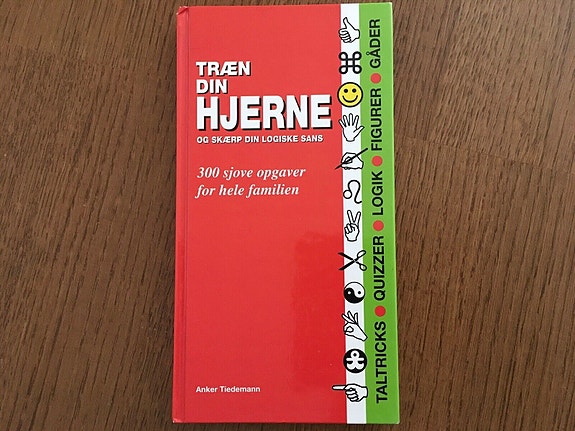 TRÆN
DIN
HJERNE
OG SKÆRP DIN LOGISKE SANS
300 sjove opgaver
for hele familien
Anker Tiedemann
TALTRICKS ● QUIZZER ● LOGIK ● FIGURER ● GÅDER